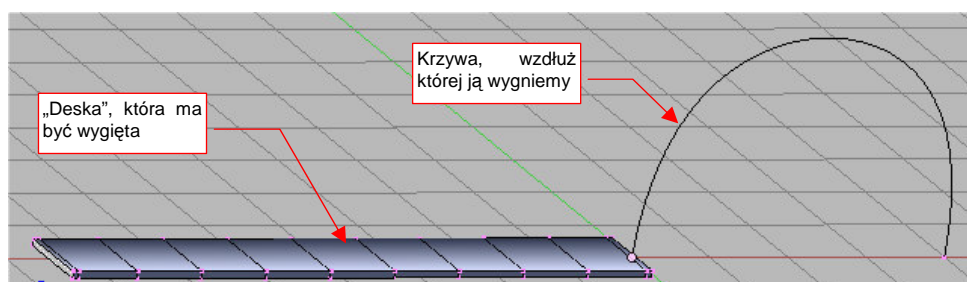 Krzywa, wzdłuż
której ją wygniemy
„Deska”, która ma
być wygięta